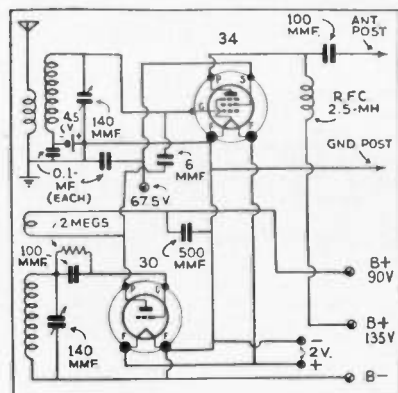 100
MMF.
ANT.
POST
34
RFC
2.5-MH
P
S
G
F
F
4.5
V
-
+
140
MMF
0.1-
MF
(EACH)
6
MMF
67.5V
GND POST
2 MEGS
100
MMF.
500
MMF
B+
90V
30
P
G
F
F
140
MMF
B+
135V
-
2V.
+
B-